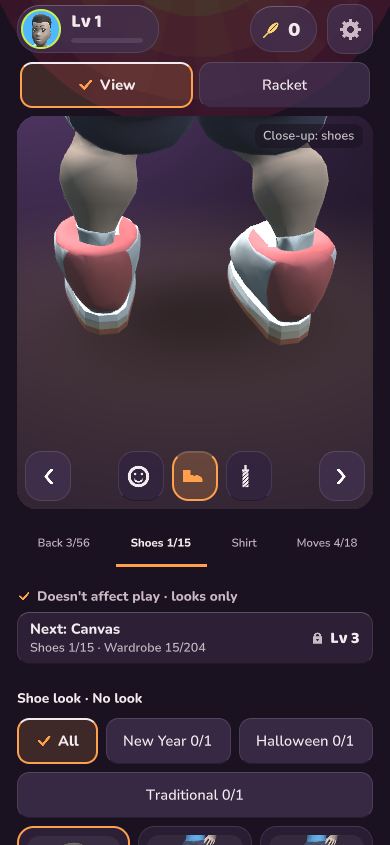 Lv 1
0
View
Racket
Close-up: shoes
Back 3/56
Shoes 1/15
Shirt
Moves 4/18
Doesn't affect play · looks only
Next: Canvas
Shoes 1/15 · Wardrobe 15/204
Lv 3
Shoe look · No look
All
New Year 0/1
Halloween 0/1
Traditional 0/1